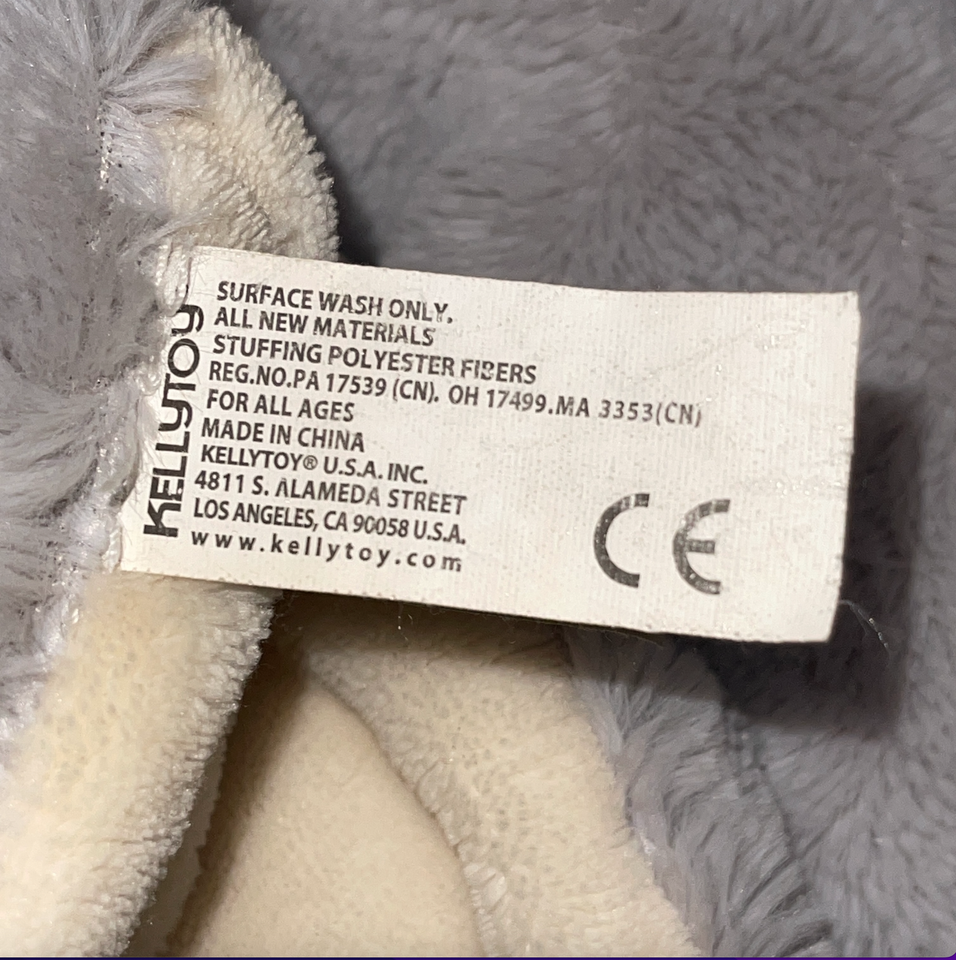 KELLYTOY
SURFACE WASH ONLY.
ALL NEW MATERIALS
STUFFING POLYESTER FIBERS
REG.NO.PA 17539 (CN). OH 17499.MA 3353(CN)
FOR ALL AGES
MADE IN CHINA
KELLYTOY® U.S.A. INC.
4811 S. ALAMEDA STREET
LOS ANGELES, CA 90058 U.S.A.
www.kellytoy.com
CE